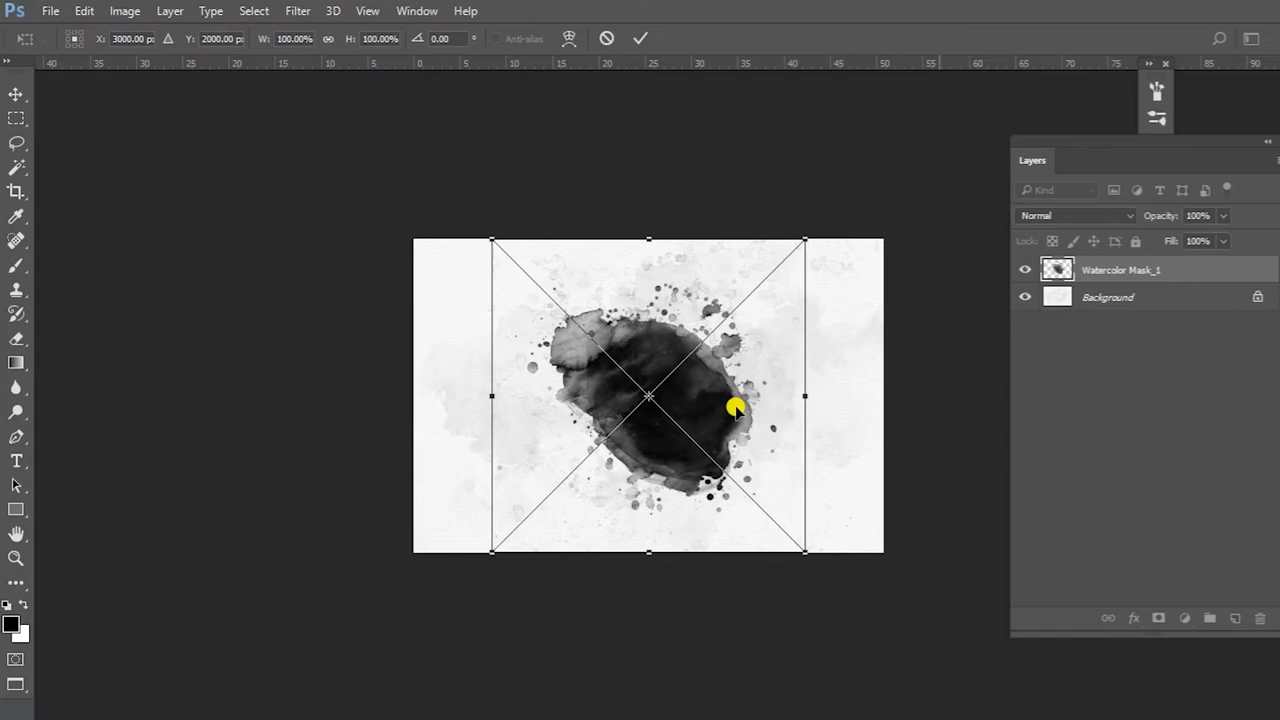 Ps File Edit Image Layer Type Select Filter 3D View Window Help
X: 3000.00 p: Y: 2000.00 p: W: 100.00% H: 100.00% 0.00 ° Anti-alias
40 35 30 25 20 15 10 5 0 5 10 15 20 25 30 35 40 45 50 55 60 65 70 75 85 90
Layers
Kind
Normal Opacity: 100%
Lock: Fill: 100%
Watercolor Mask_1
Background
T
fx